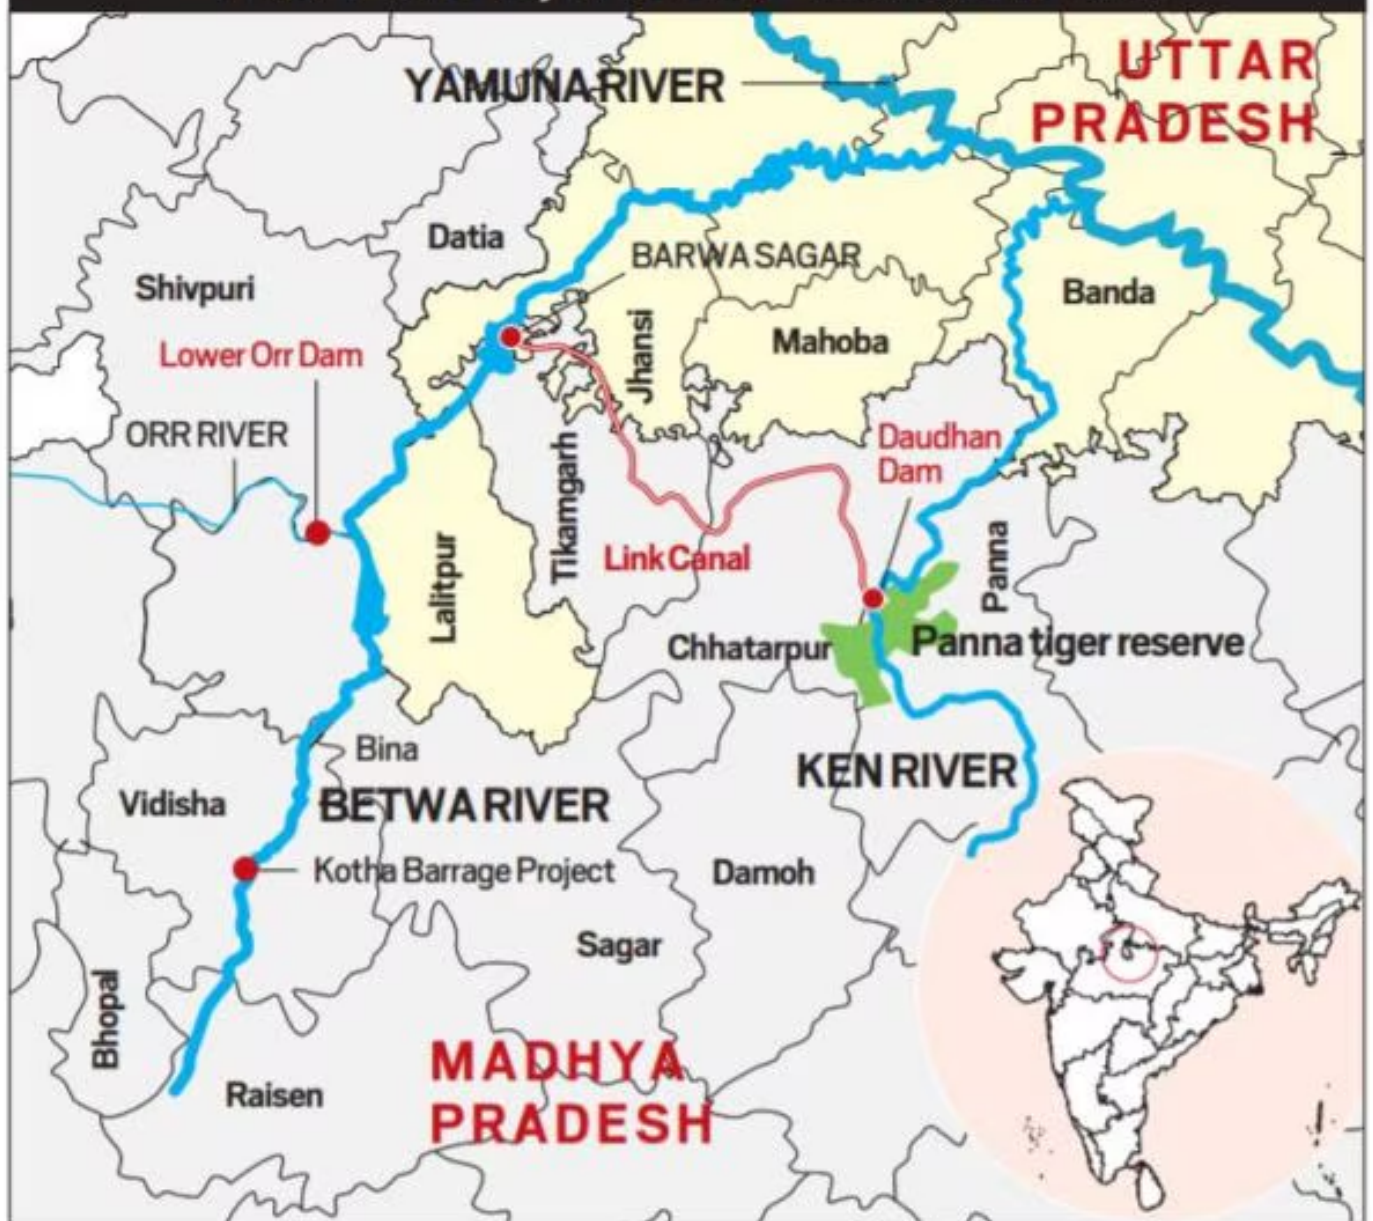 UTTAR
PRADESH
YAMUNA RIVER
Datia
BARWA SAGAR
Shivpuri
Banda
Lower Orr Dam
Jhansi
Mahoba
ORR RIVER
Daudhan
Dam
Tikamgarh
Lalitpur
Link Canal
Panna
Chhatarpur
Panna tiger reserve
Bina
KEN RIVER
Vidisha
BETWA RIVER
Kotha Barrage Project
Damoh
Sagar
Bhopal
MADHYA
PRADESH
Raisen